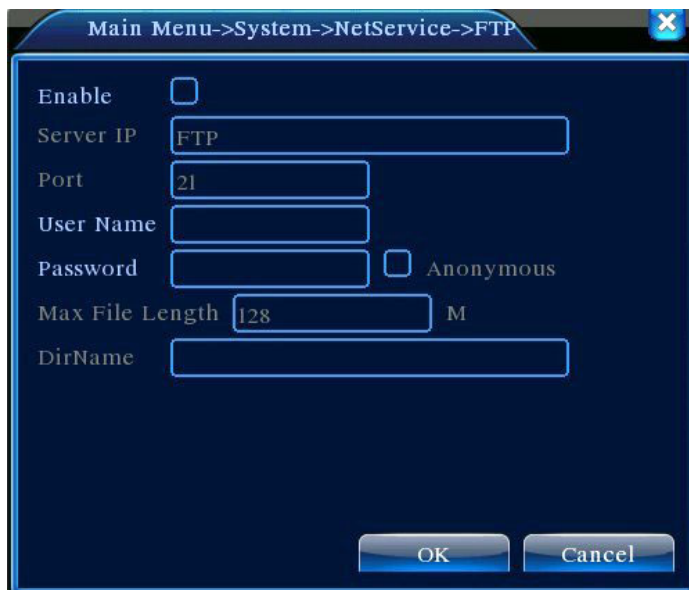 Main Menu->System->NetService->FTP
Enable
Server IP FTP
Port 21
User Name
Password Anonymous
Max File Length 128 M
DirName
OK Cancel